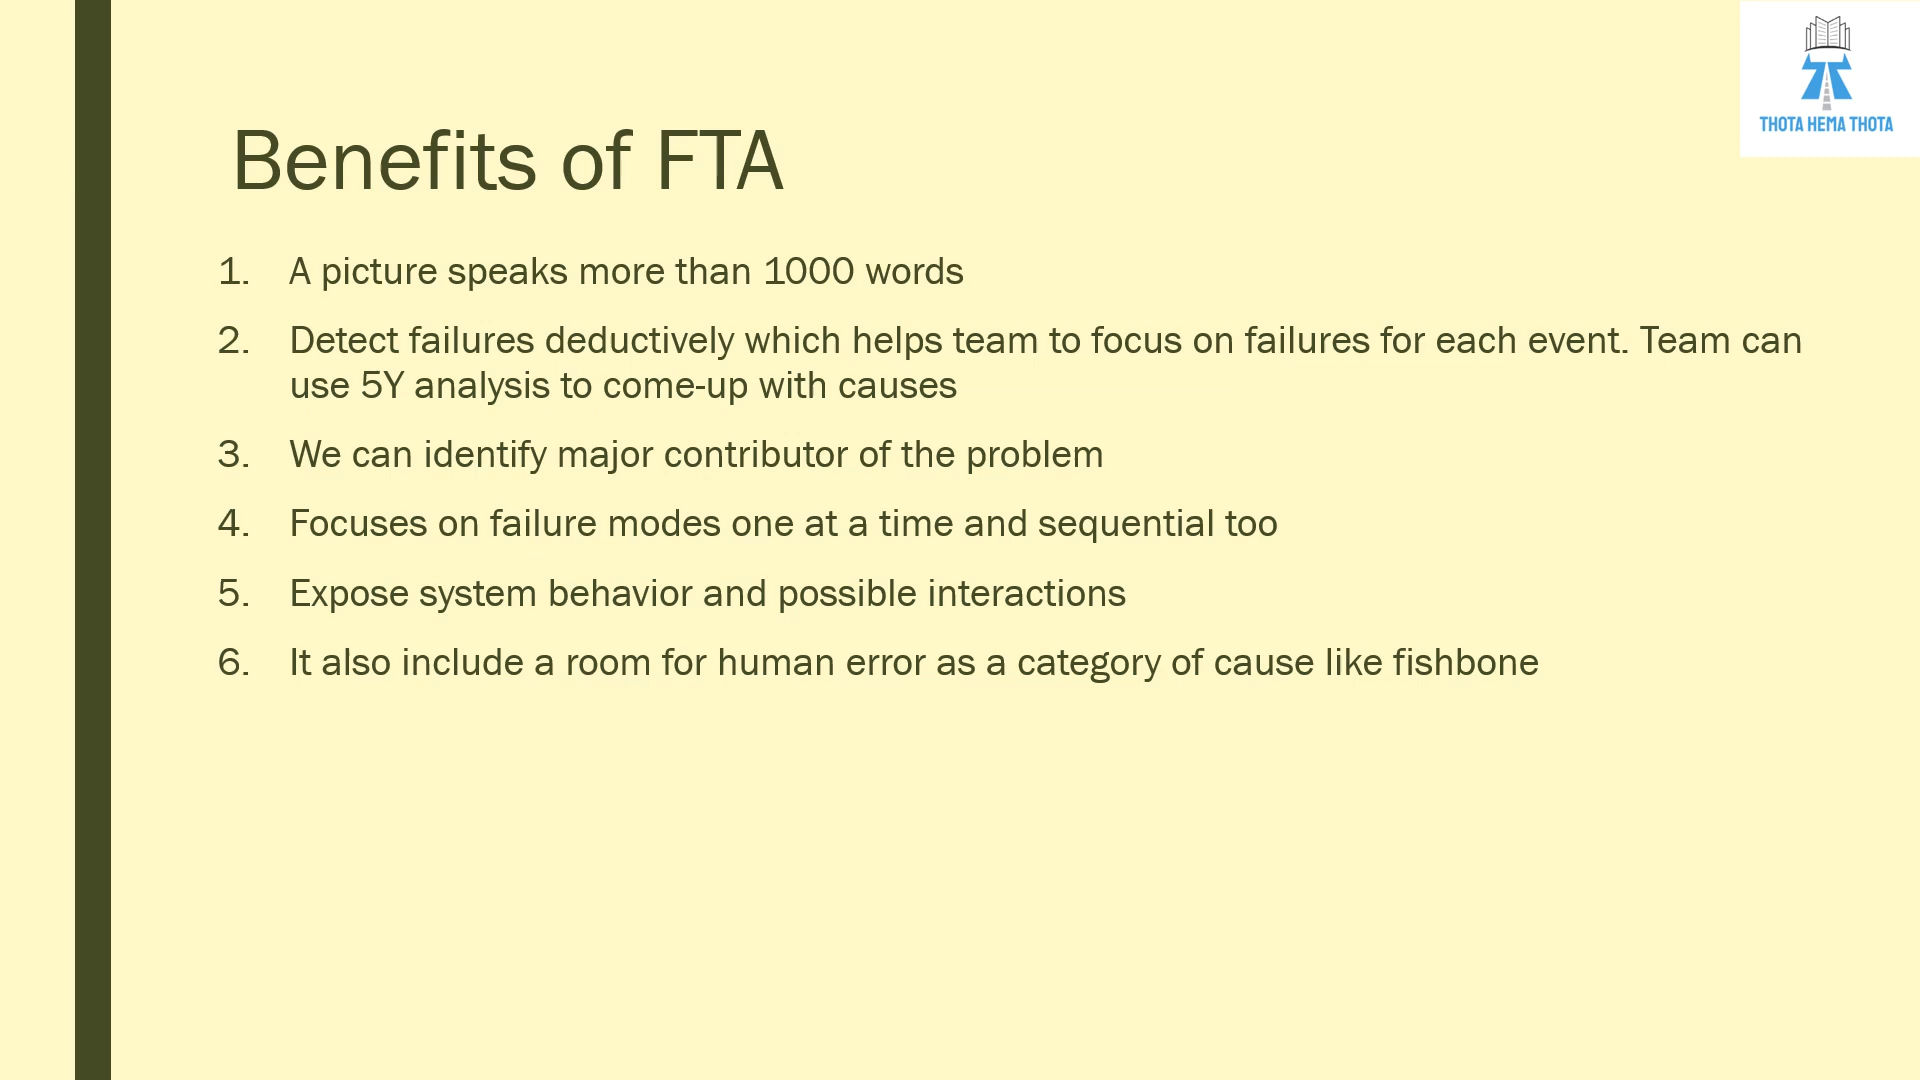 THOTA HEMA THOTA
Benefits of FTA
1. A picture speaks more than 1000 words
2. Detect failures deductively which helps team to focus on failures for each event. Team can
use 5Y analysis to come-up with causes
3. We can identify major contributor of the problem
4. Focuses on failure modes one at a time and sequential too
5. Expose system behavior and possible interactions
6. It also include a room for human error as a category of cause like fishbone